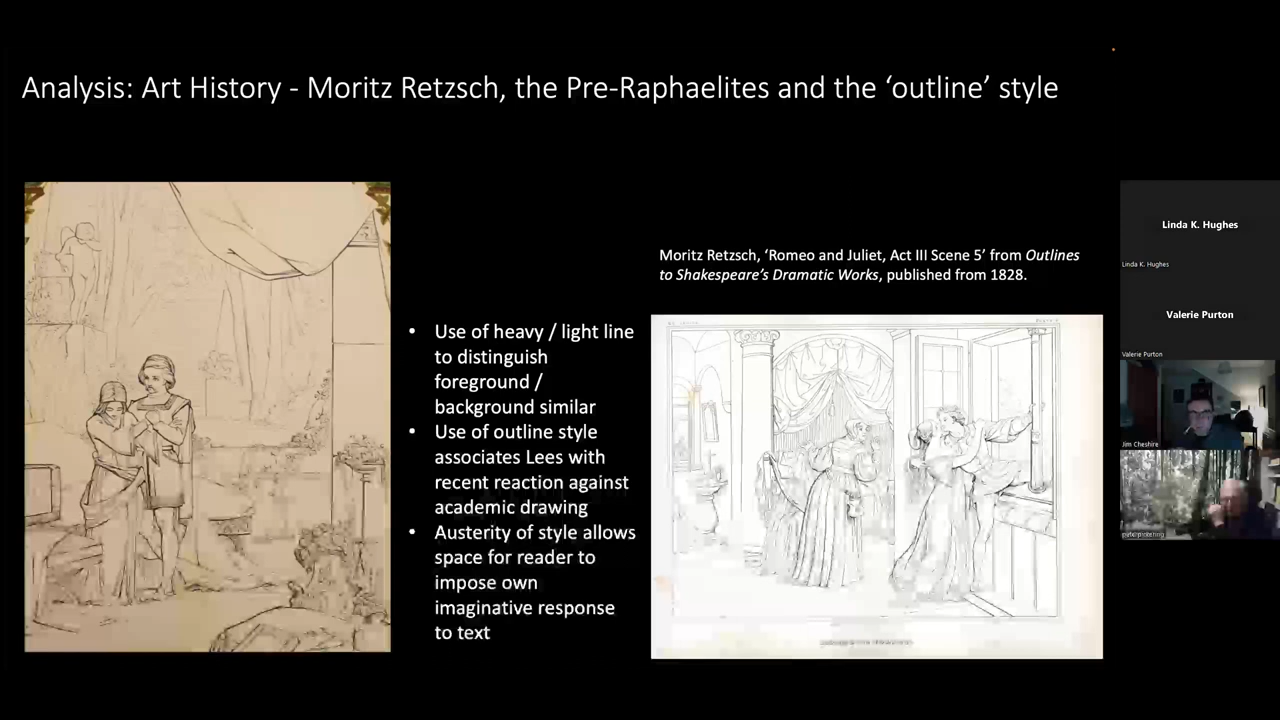 Analysis: Art History - Moritz Retzsch, the Pre-Raphaelites and the ‘outline’ style
• Use of heavy / light line
to distinguish
foreground /
background similar
• Use of outline style
associates Lees with
recent reaction against
academic drawing
• Austerity of style allows
space for reader to
impose own
imaginative response
to text
Moritz Retzsch, ‘Romeo and Juliet, Act III Scene 5’ from Outlines
to Shakespeare’s Dramatic Works, published from 1828.
Linda K. Hughes
Linda K. Hughes
Valerie Purton
Valerie Purton
Jim Cheshire
pete pickering